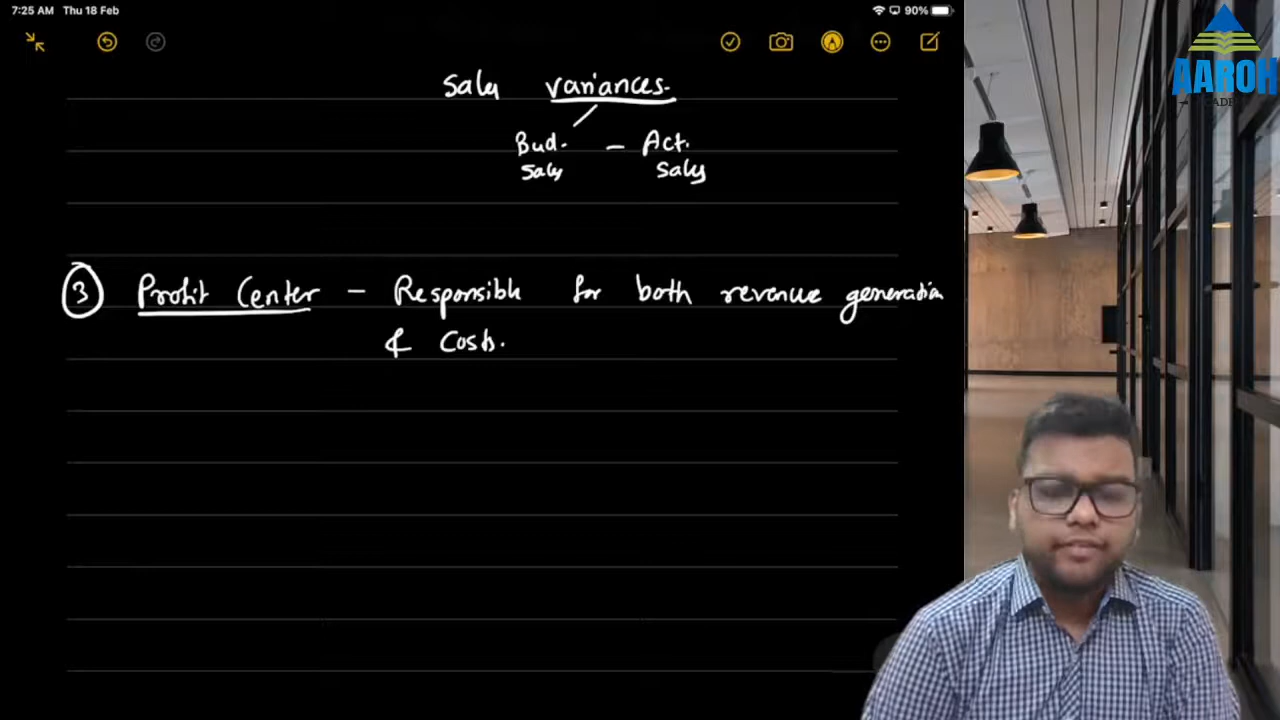 7:25 AM Thu 18 Feb
90%
AAROH
ACADEMY
Sales variances.
Bud. - Act.
Sales Sales
3 Profit Center - Responsible for both revenue generation
& Costs.